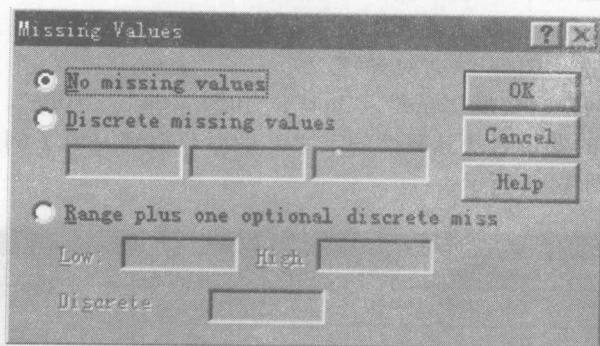 Missing Values
No missing values
Discrete missing values
Range plus one optional discrete miss
Low:
High
Discrete
OK
Cancel
Help